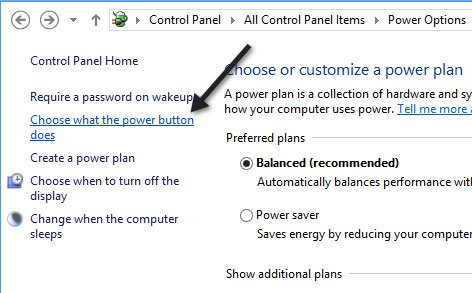 Control Panel ▸ All Control Panel Items ▸ Power Options
Control Panel Home
Require a password on wakeup
Choose what the power button
does
Create a power plan
Choose when to turn off the
display
Change when the computer
sleeps
Choose or customize a power plan
A power plan is a collection of hardware and sy
how your computer uses power. Tell me more a
Preferred plans
Balanced (recommended)
Automatically balances performance wit
Power saver
Saves energy by reducing your computer
Show additional plans